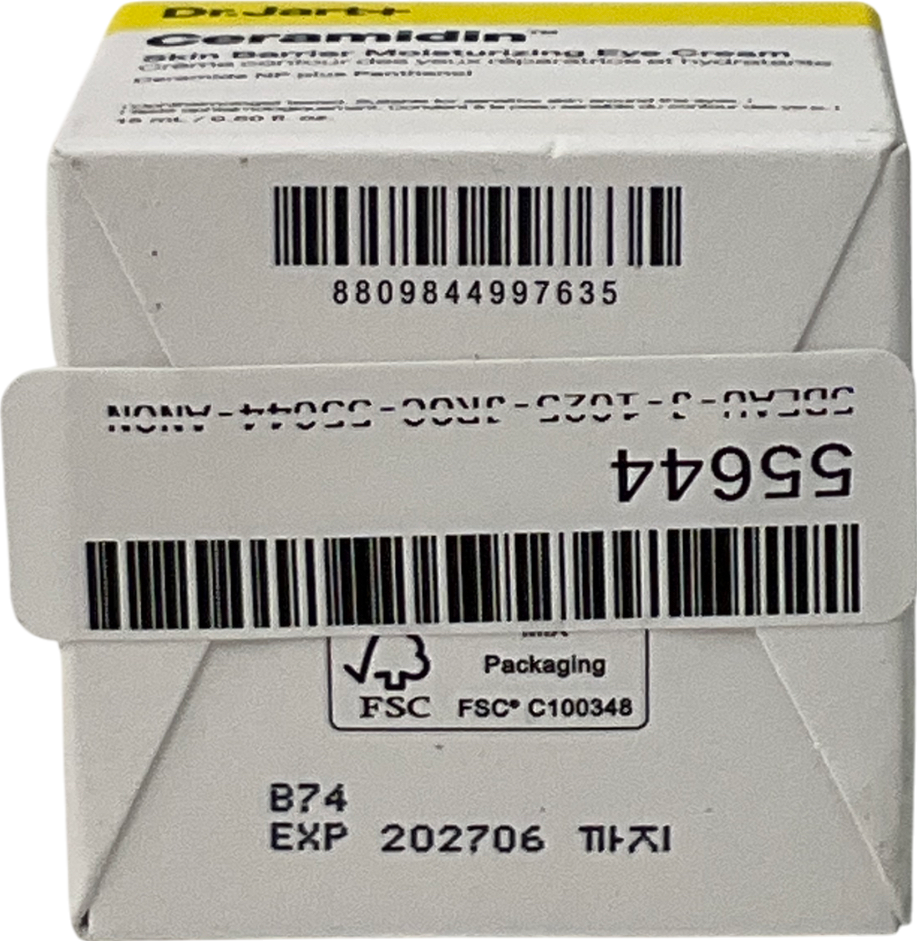 Dr.Jart+
Ceramidin™
Skin Barrier Moisturizing Eye Cream
Crème contour des yeux réparatrice et hydratante
Ceramide NP plus Panthenol
15 mL / 0.50 fl. oz.
8809844997635
55644
MIX
Packaging
FSC FSC® C100348
B74
EXP 202706 까지